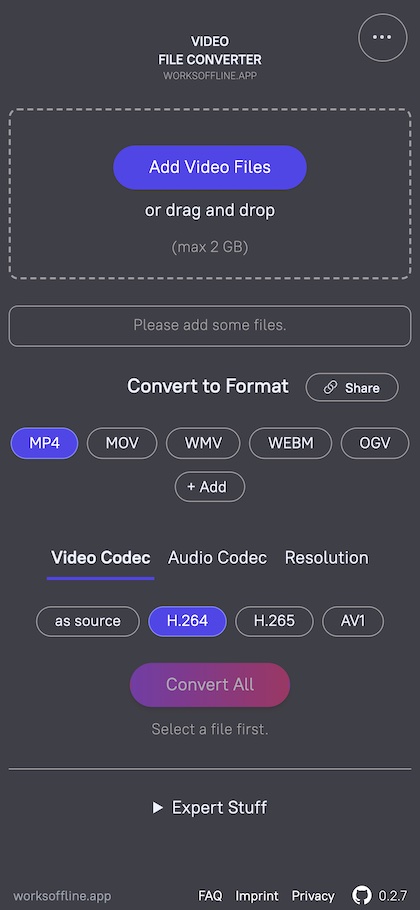 VIDEO
FILE CONVERTER
WORKSOFFLINE.APP
Add Video Files
or drag and drop
(max 2 GB)
Please add some files.
Convert to Format
Share
MP4 MOV WMV WEBM OGV
+ Add
Video Codec Audio Codec Resolution
as source H.264 H.265 AV1
Convert All
Select a file first.
Expert Stuff
worksoffline.app FAQ Imprint Privacy 0.2.7